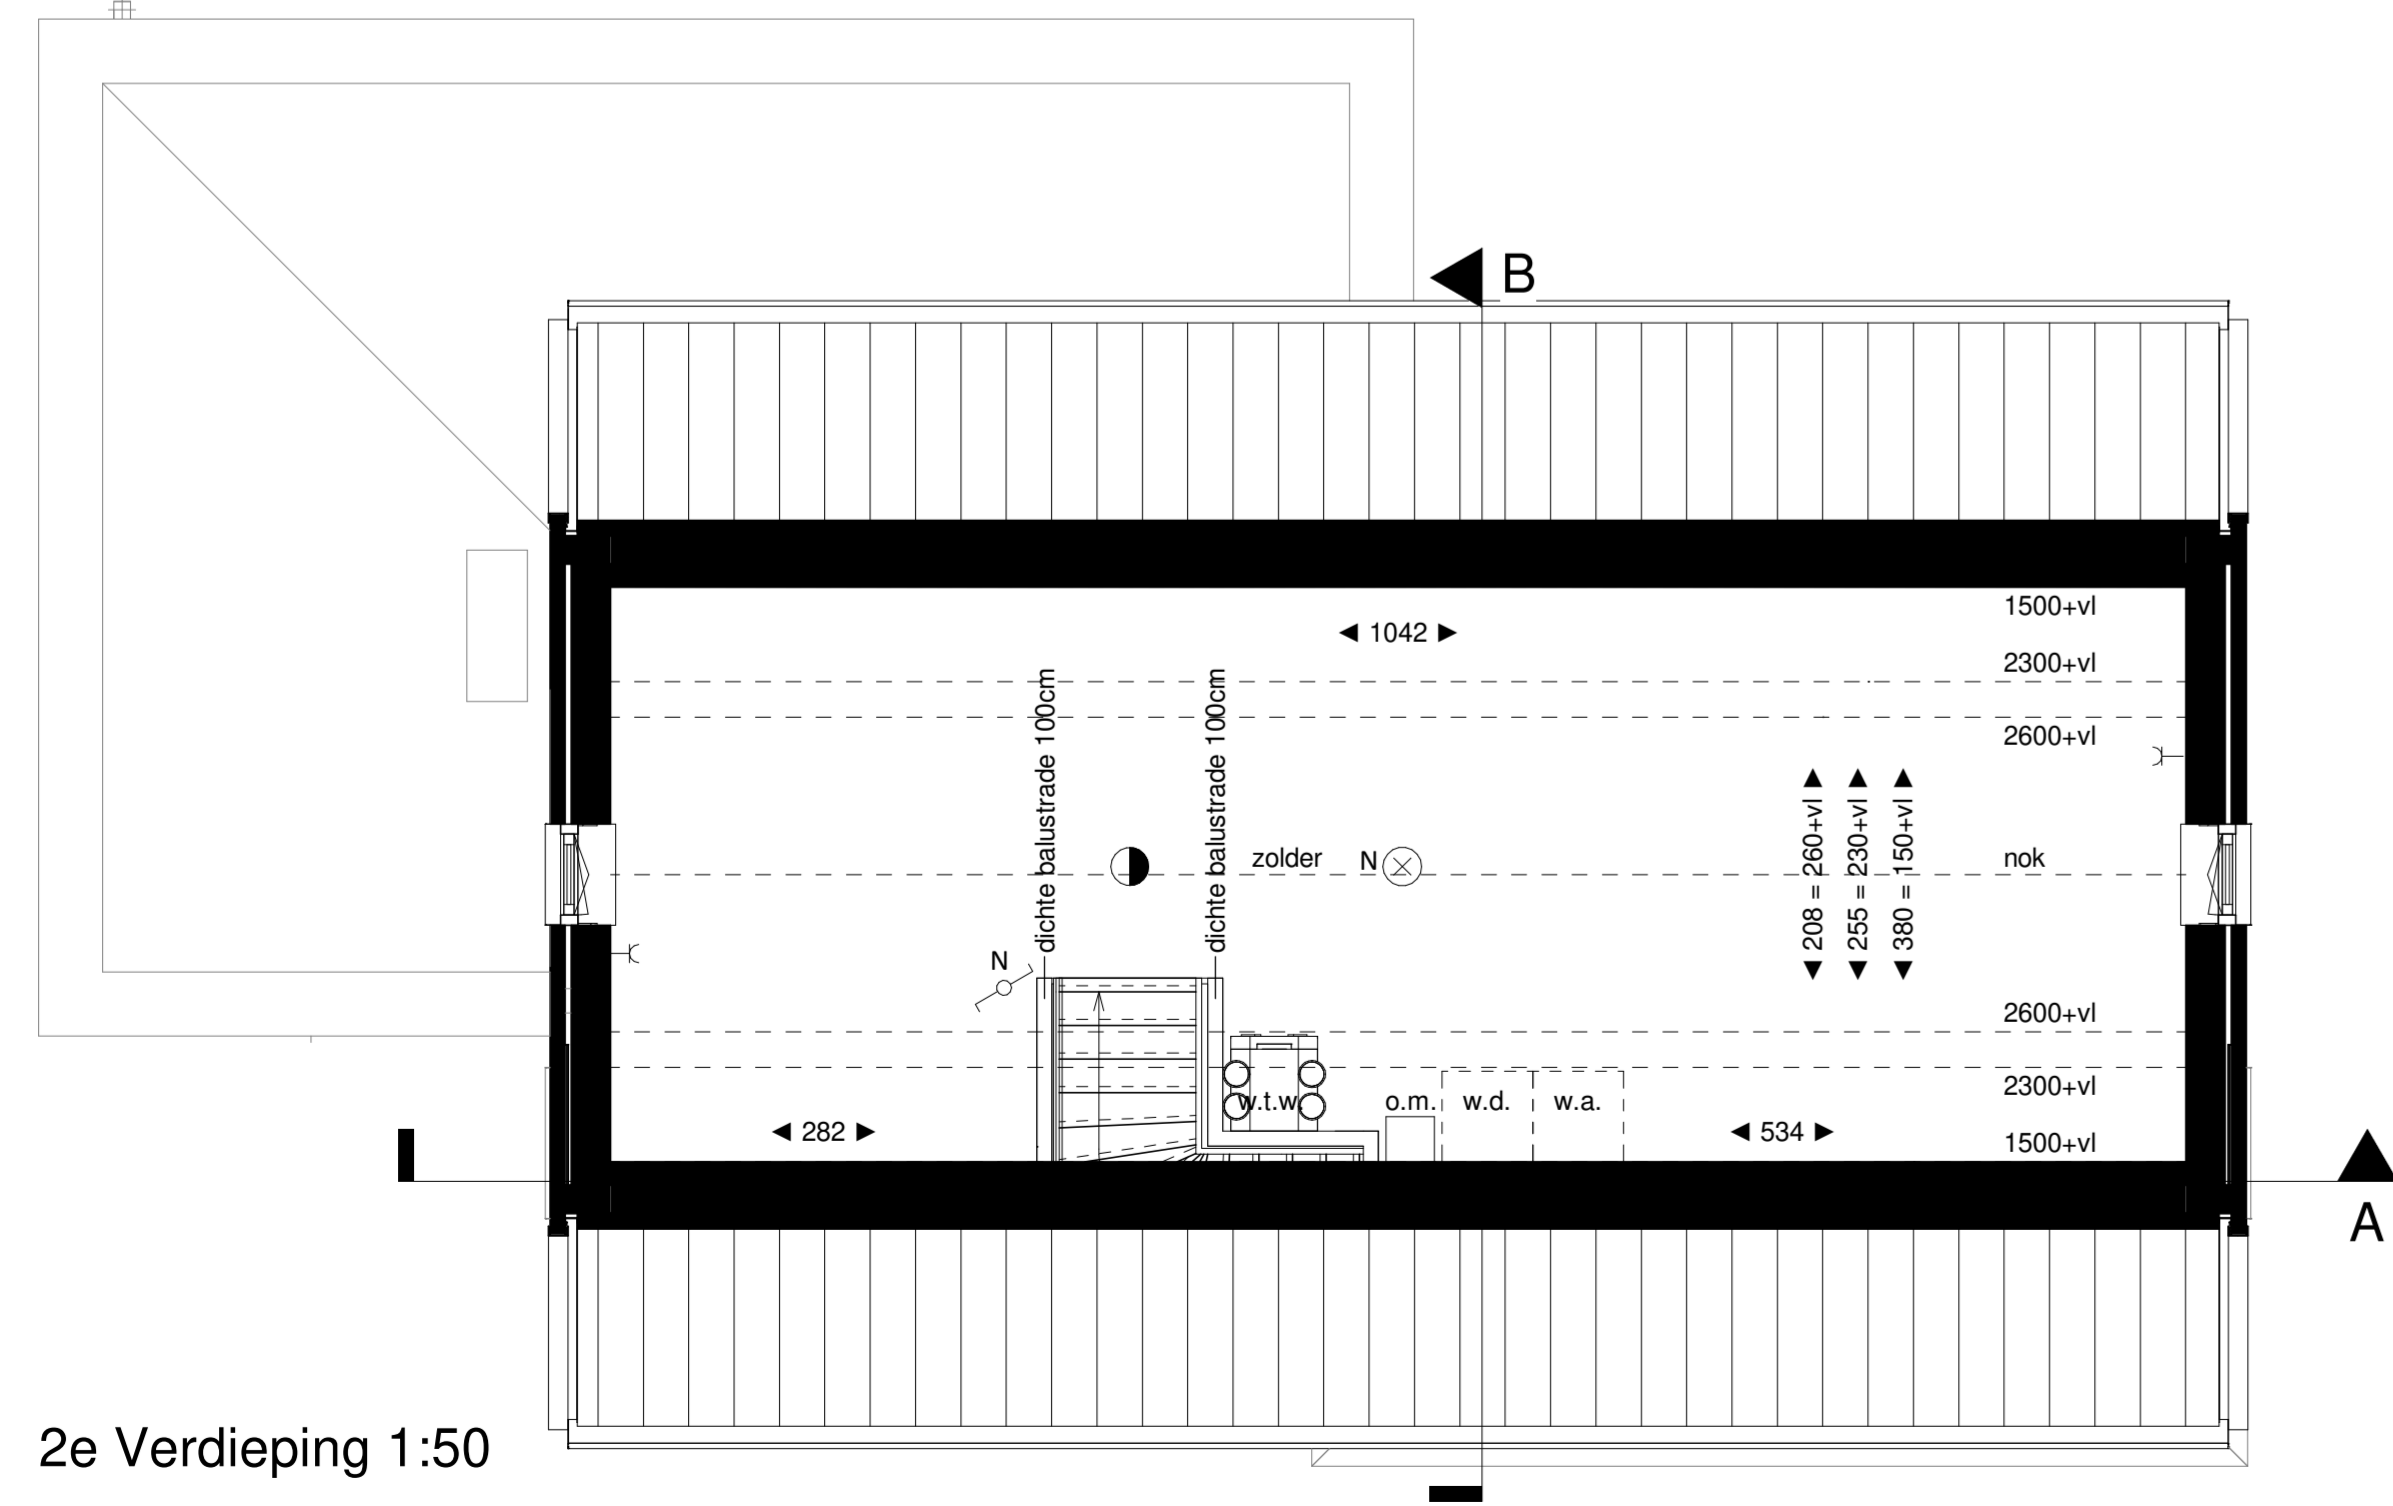 B
1500+vl
◄ 1042 ►
2300+vl
2600+vl
dichte balustrade 100cm
dichte balustrade 100cm
◄ 208 = 260+vl ►
◄ 255 = 230+vl ►
◄ 380 = 150+vl ►
zolder
N
nok
N
2600+vl
2300+vl
w.t.w.
o.m.
w.d.
w.a.
◄ 282 ►
◄ 534 ►
1500+vl
A
2e Verdieping 1:50